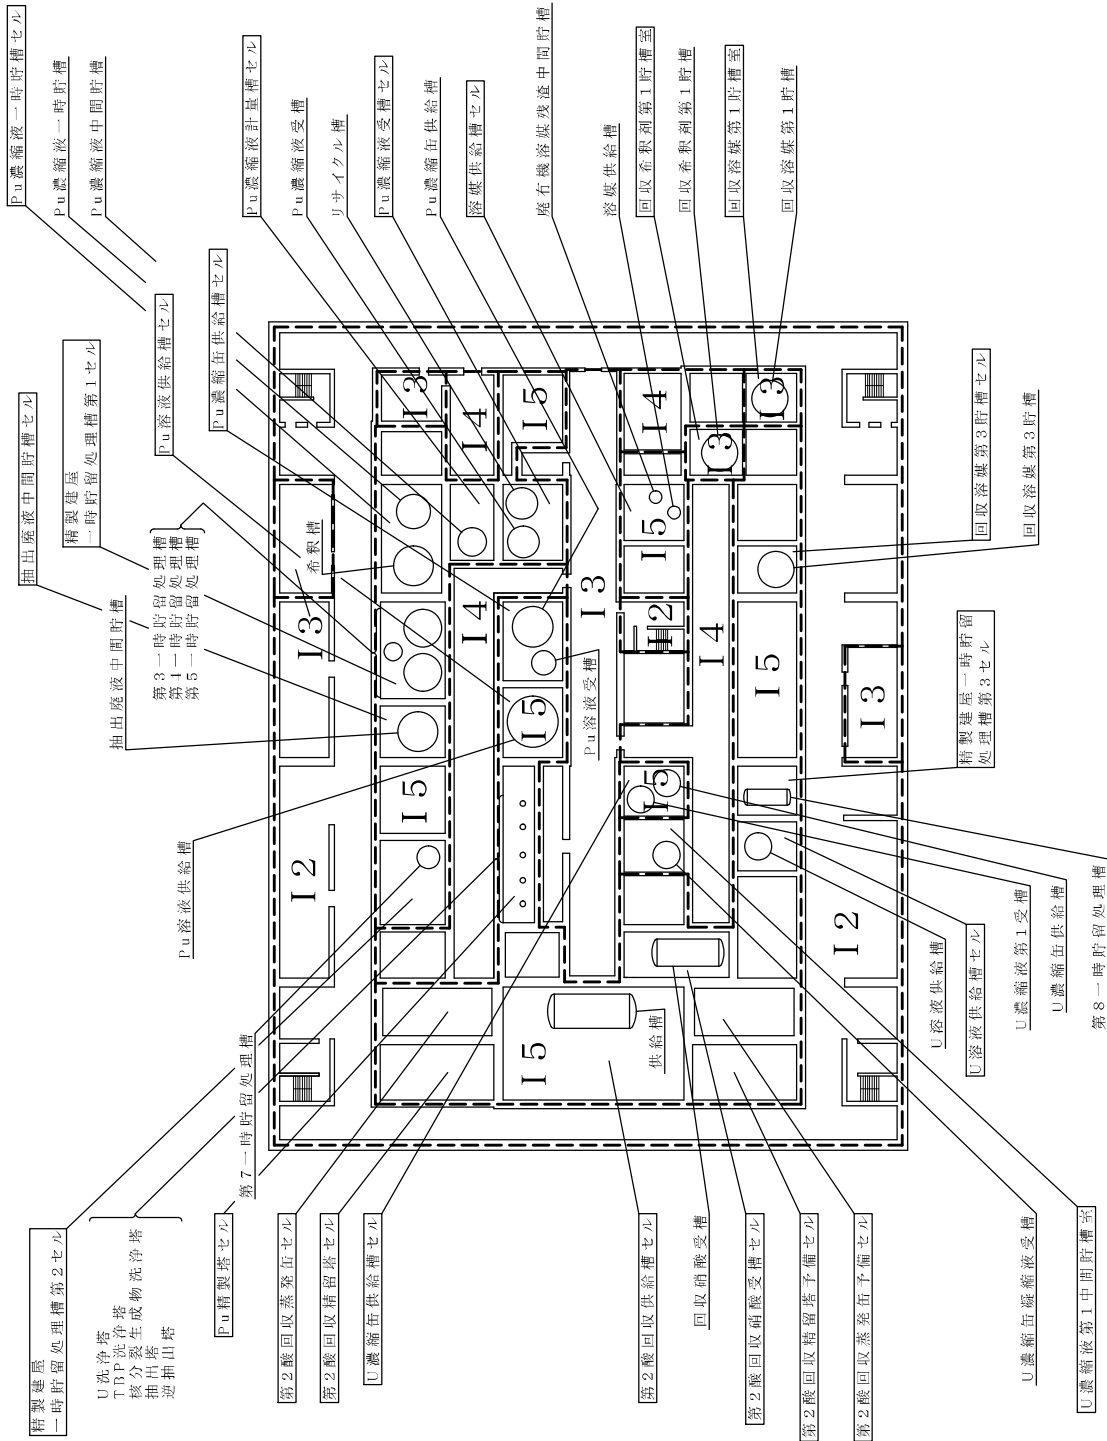 Pu濃縮液一時貯槽セル
Pu濃縮液一時貯槽
Pu濃縮液中間貯槽
Pu溶液供給槽セル
Pu濃縮缶供給槽セル
Pu濃縮液計量槽セル
Pu濃縮液受槽
リサイクル槽
Pu濃縮液受槽セル
Pu濃縮缶供給槽
溶媒供給槽セル
廃有機溶媒残渣中間貯槽
溶媒供給槽
回収希釈剤第1貯槽室
回収希釈剤第1貯槽
回収溶媒第1貯槽室
回収溶媒第1貯槽
抽出廃液中間貯槽セル
精製建屋
一時貯留処理槽第1セル
抽出廃液中間貯槽
第3一時貯留処理槽
第4一時貯留処理槽
第5一時貯留処理槽
希釈槽
Pu溶液供給槽
Pu溶液受槽
回収溶媒第3貯槽セル
回収溶媒第3貯槽
精製建屋一時貯留
処理槽第3セル
I3
I4
I5
I4
I3
I3
I5
I3
I4
I3
I2
I4
I5
I3
I5
I5
I5
I2
I2
I5
供給槽
精製建屋
一時貯留処理槽第2セル
U洗浄塔
TBP洗浄塔
核分裂生成物洗浄塔
抽出塔
逆抽出塔
第7一時貯留処理槽
Pu精製塔セル
第2酸回収蒸発缶セル
第2酸回収精留塔セル
U濃縮缶供給槽セル
第2酸回収供給槽セル
回収硝酸受槽
第2酸回収硝酸受槽セル
第2酸回収精留塔予備セル
第2酸回収蒸発缶予備セル
U溶液供給槽
U溶液供給槽セル
U濃縮液第1受槽
U濃縮缶供給槽
第8一時貯留処理槽
U濃縮缶凝縮液受槽
U濃縮液第1中間貯槽室